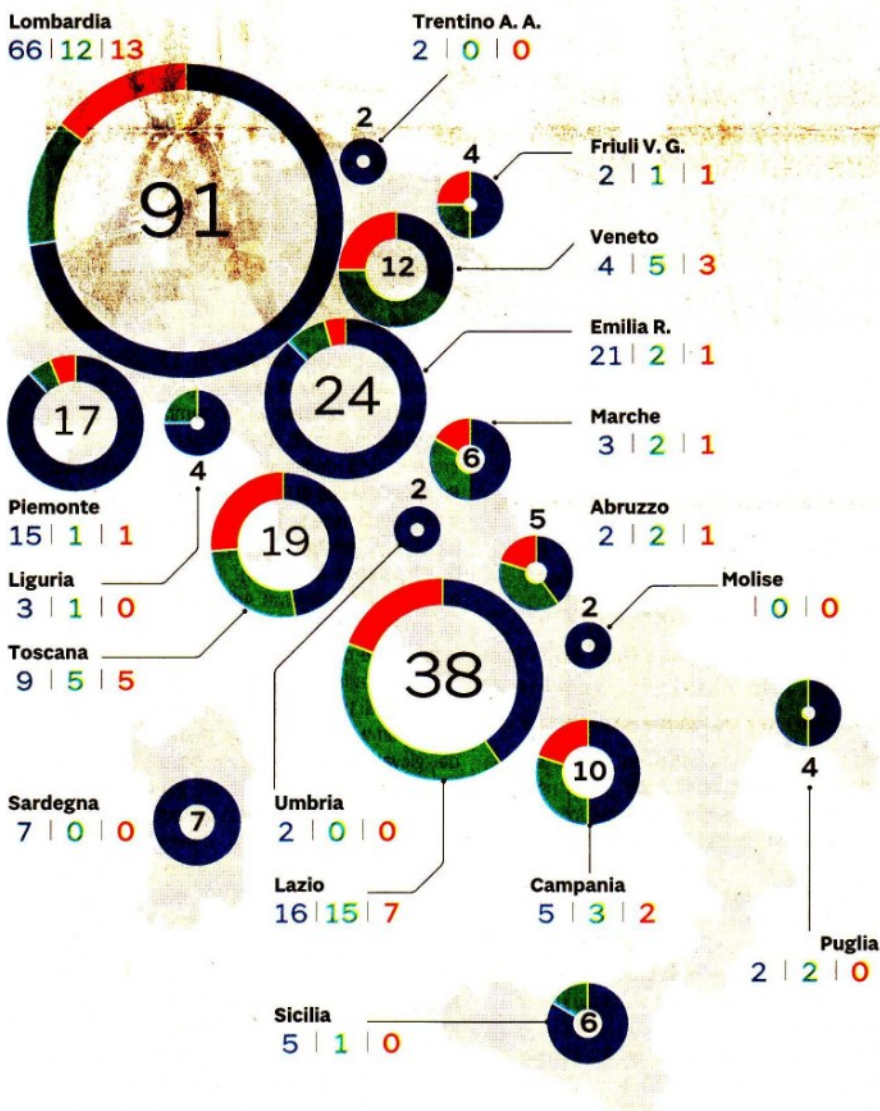 Lombardia
66 | 12 | 13
Trentino A. A.
2 | 0 | 0
91
2
4
Friuli V. G.
2 | 1 | 1
12
Veneto
4 | 5 | 3
24
Emilia R.
21 | 2 | 1
17
Piemonte
15 | 1 | 1
4
Liguria
3 | 1 | 0
6
Marche
3 | 2 | 1
19
Toscana
9 | 5 | 5
2
5
Abruzzo
2 | 2 | 1
2
Molise
| 0 | 0
38
10
4
Sardegna
7 | 0 | 0
7
Umbria
2 | 0 | 0
Lazio
16 | 15 | 7
Campania
5 | 3 | 2
Puglia
2 | 2 | 0
Sicilia
5 | 1 | 0
6